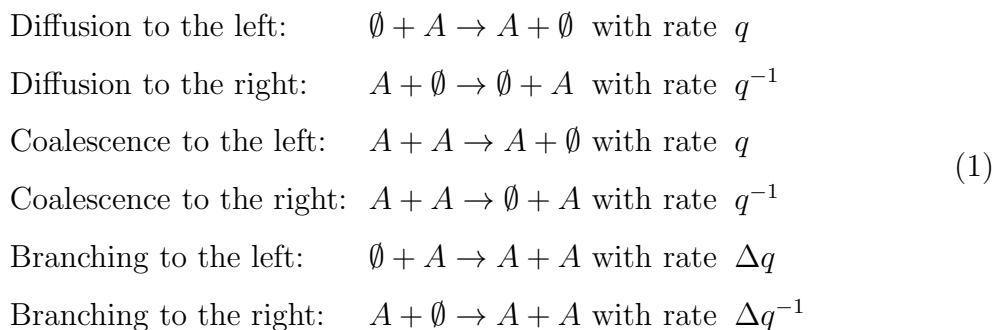 Diffusion to the left: ∅ + A → A + ∅ with rate q
Diffusion to the right: A + ∅ → ∅ + A with rate q⁻¹
Coalescence to the left: A + A → A + ∅ with rate q
Coalescence to the right: A + A → ∅ + A with rate q⁻¹
(1)
Branching to the left: ∅ + A → A + A with rate Δq
Branching to the right: A + ∅ → A + A with rate Δq⁻¹